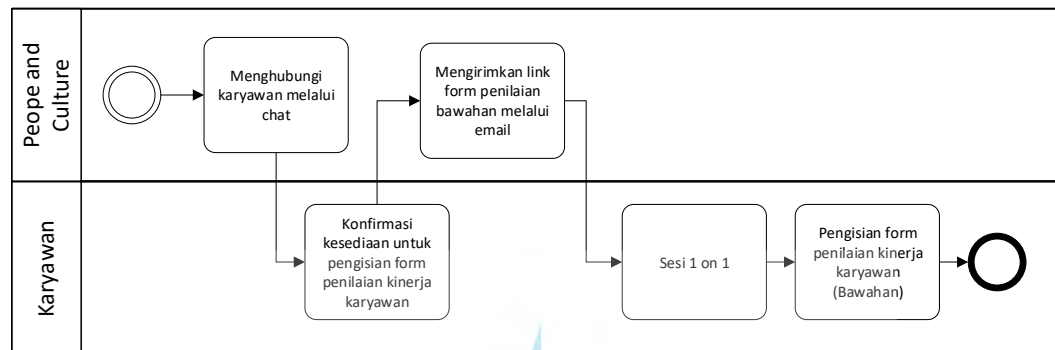 Peope and
Culture
Menghubungi
karyawan melalui
chat
Mengirimkan link
form penilaian
bawahan melalui
email
Karyawan
Konfirmasi
kesediaan untuk
pengisian form
penilaian kinerja
karyawan
Sesi 1 on 1
Pengisian form
penilaian kinerja
karyawan
(Bawahan)